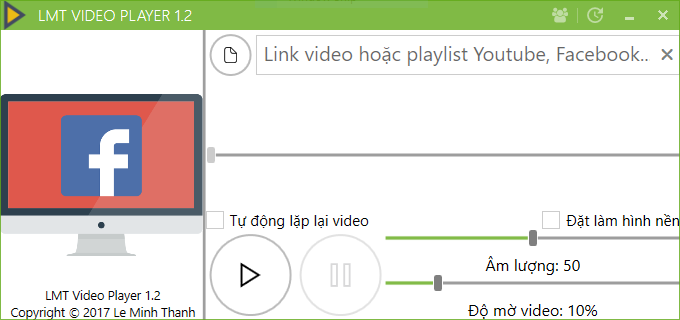 LMT VIDEO PLAYER 1.2
Link video hoặc playlist Youtube, Facebook..
Tự động lặp lại video
Đặt làm hình nền
Âm lượng: 50
Độ mờ video: 10%
LMT Video Player 1.2
Copyright © 2017 Le Minh Thanh